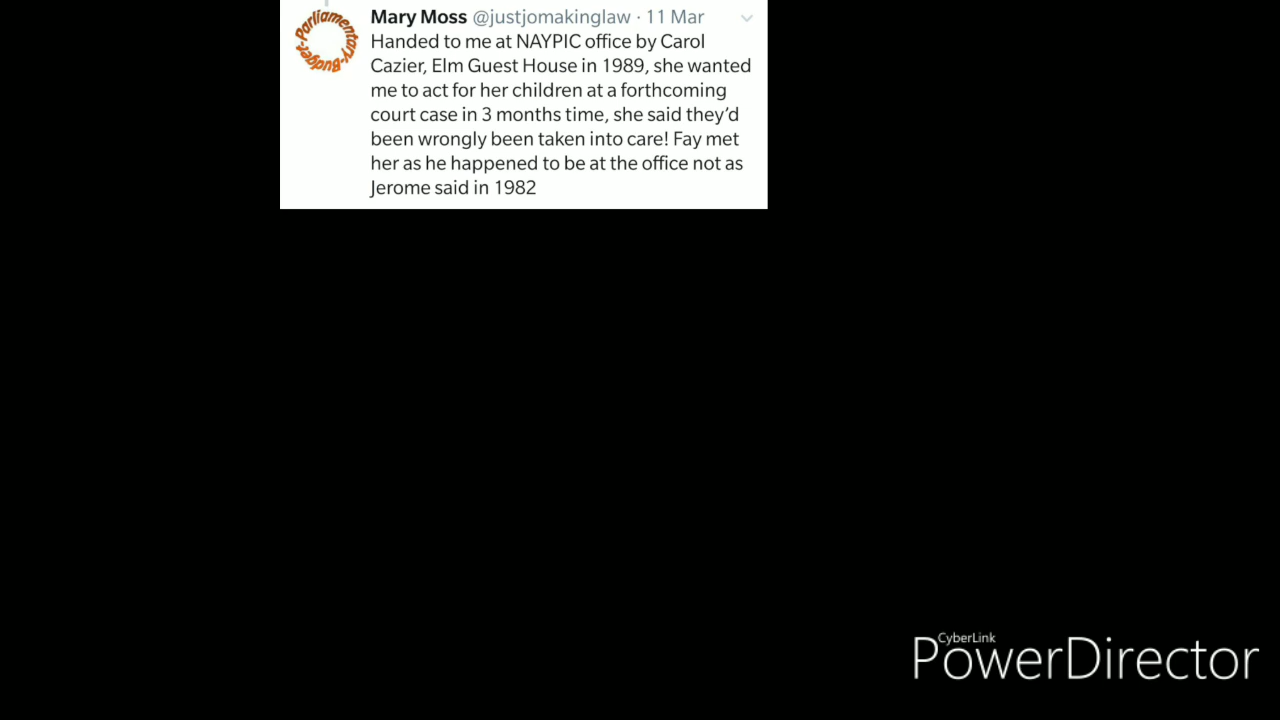 Parliamentary-Budget-
Mary Moss @justjomakinglaw · 11 Mar
Handed to me at NAYPIC office by Carol
Cazier, Elm Guest House in 1989, she wanted
me to act for her children at a forthcoming
court case in 3 months time, she said they’d
been wrongly been taken into care! Fay met
her as he happened to be at the office not as
Jerome said in 1982
CyberLink
PowerDirector